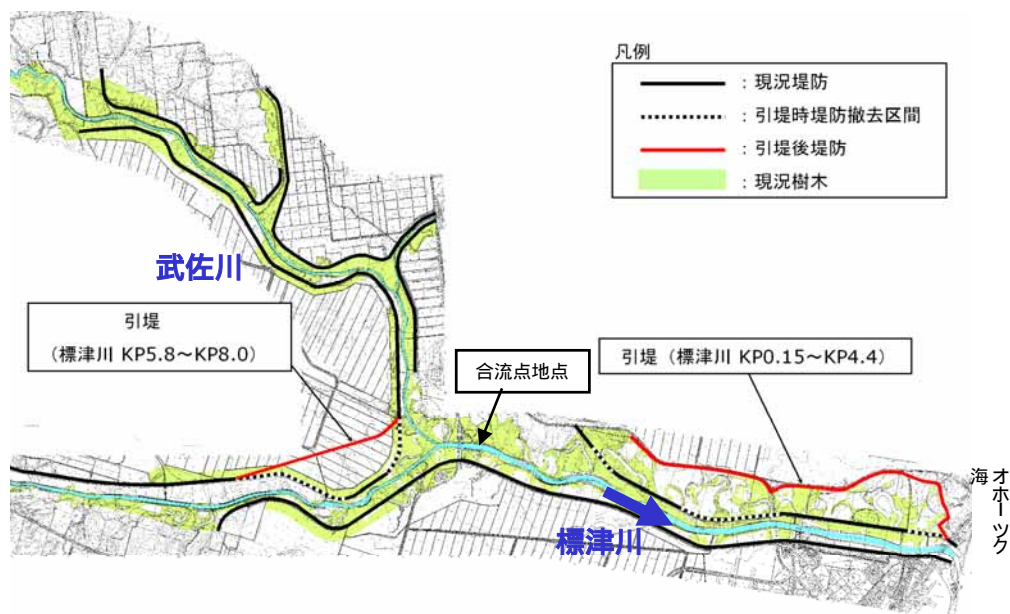 凡例
：現況堤防
：引堤時堤防撤去区間
：引堤後堤防
：現況樹木
武佐川
引堤
（標津川 KP5.8～KP8.0）
合流点地点
引堤（標津川 KP0.15～KP4.4）
標津川
オホーツク
海